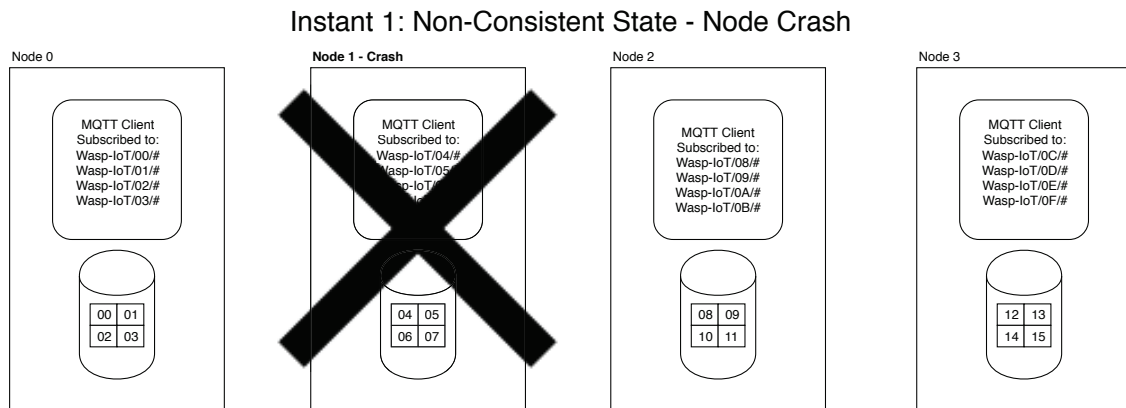 Instant 1: Non-Consistent State - Node Crash
Node 0
MQTT Client
Subscribed to:
Wasp-IoT/00/#
Wasp-IoT/01/#
Wasp-IoT/02/#
Wasp-IoT/03/#
00 01
02 03
Node 1 - Crash
MQTT Client
Subscribed to:
Wasp-IoT/04/#
04 05
06 07
Node 2
MQTT Client
Subscribed to:
Wasp-IoT/08/#
Wasp-IoT/09/#
Wasp-IoT/0A/#
Wasp-IoT/0B/#
08 09
10 11
Node 3
MQTT Client
Subscribed to:
Wasp-IoT/0C/#
Wasp-IoT/0D/#
Wasp-IoT/0E/#
Wasp-IoT/0F/#
12 13
14 15